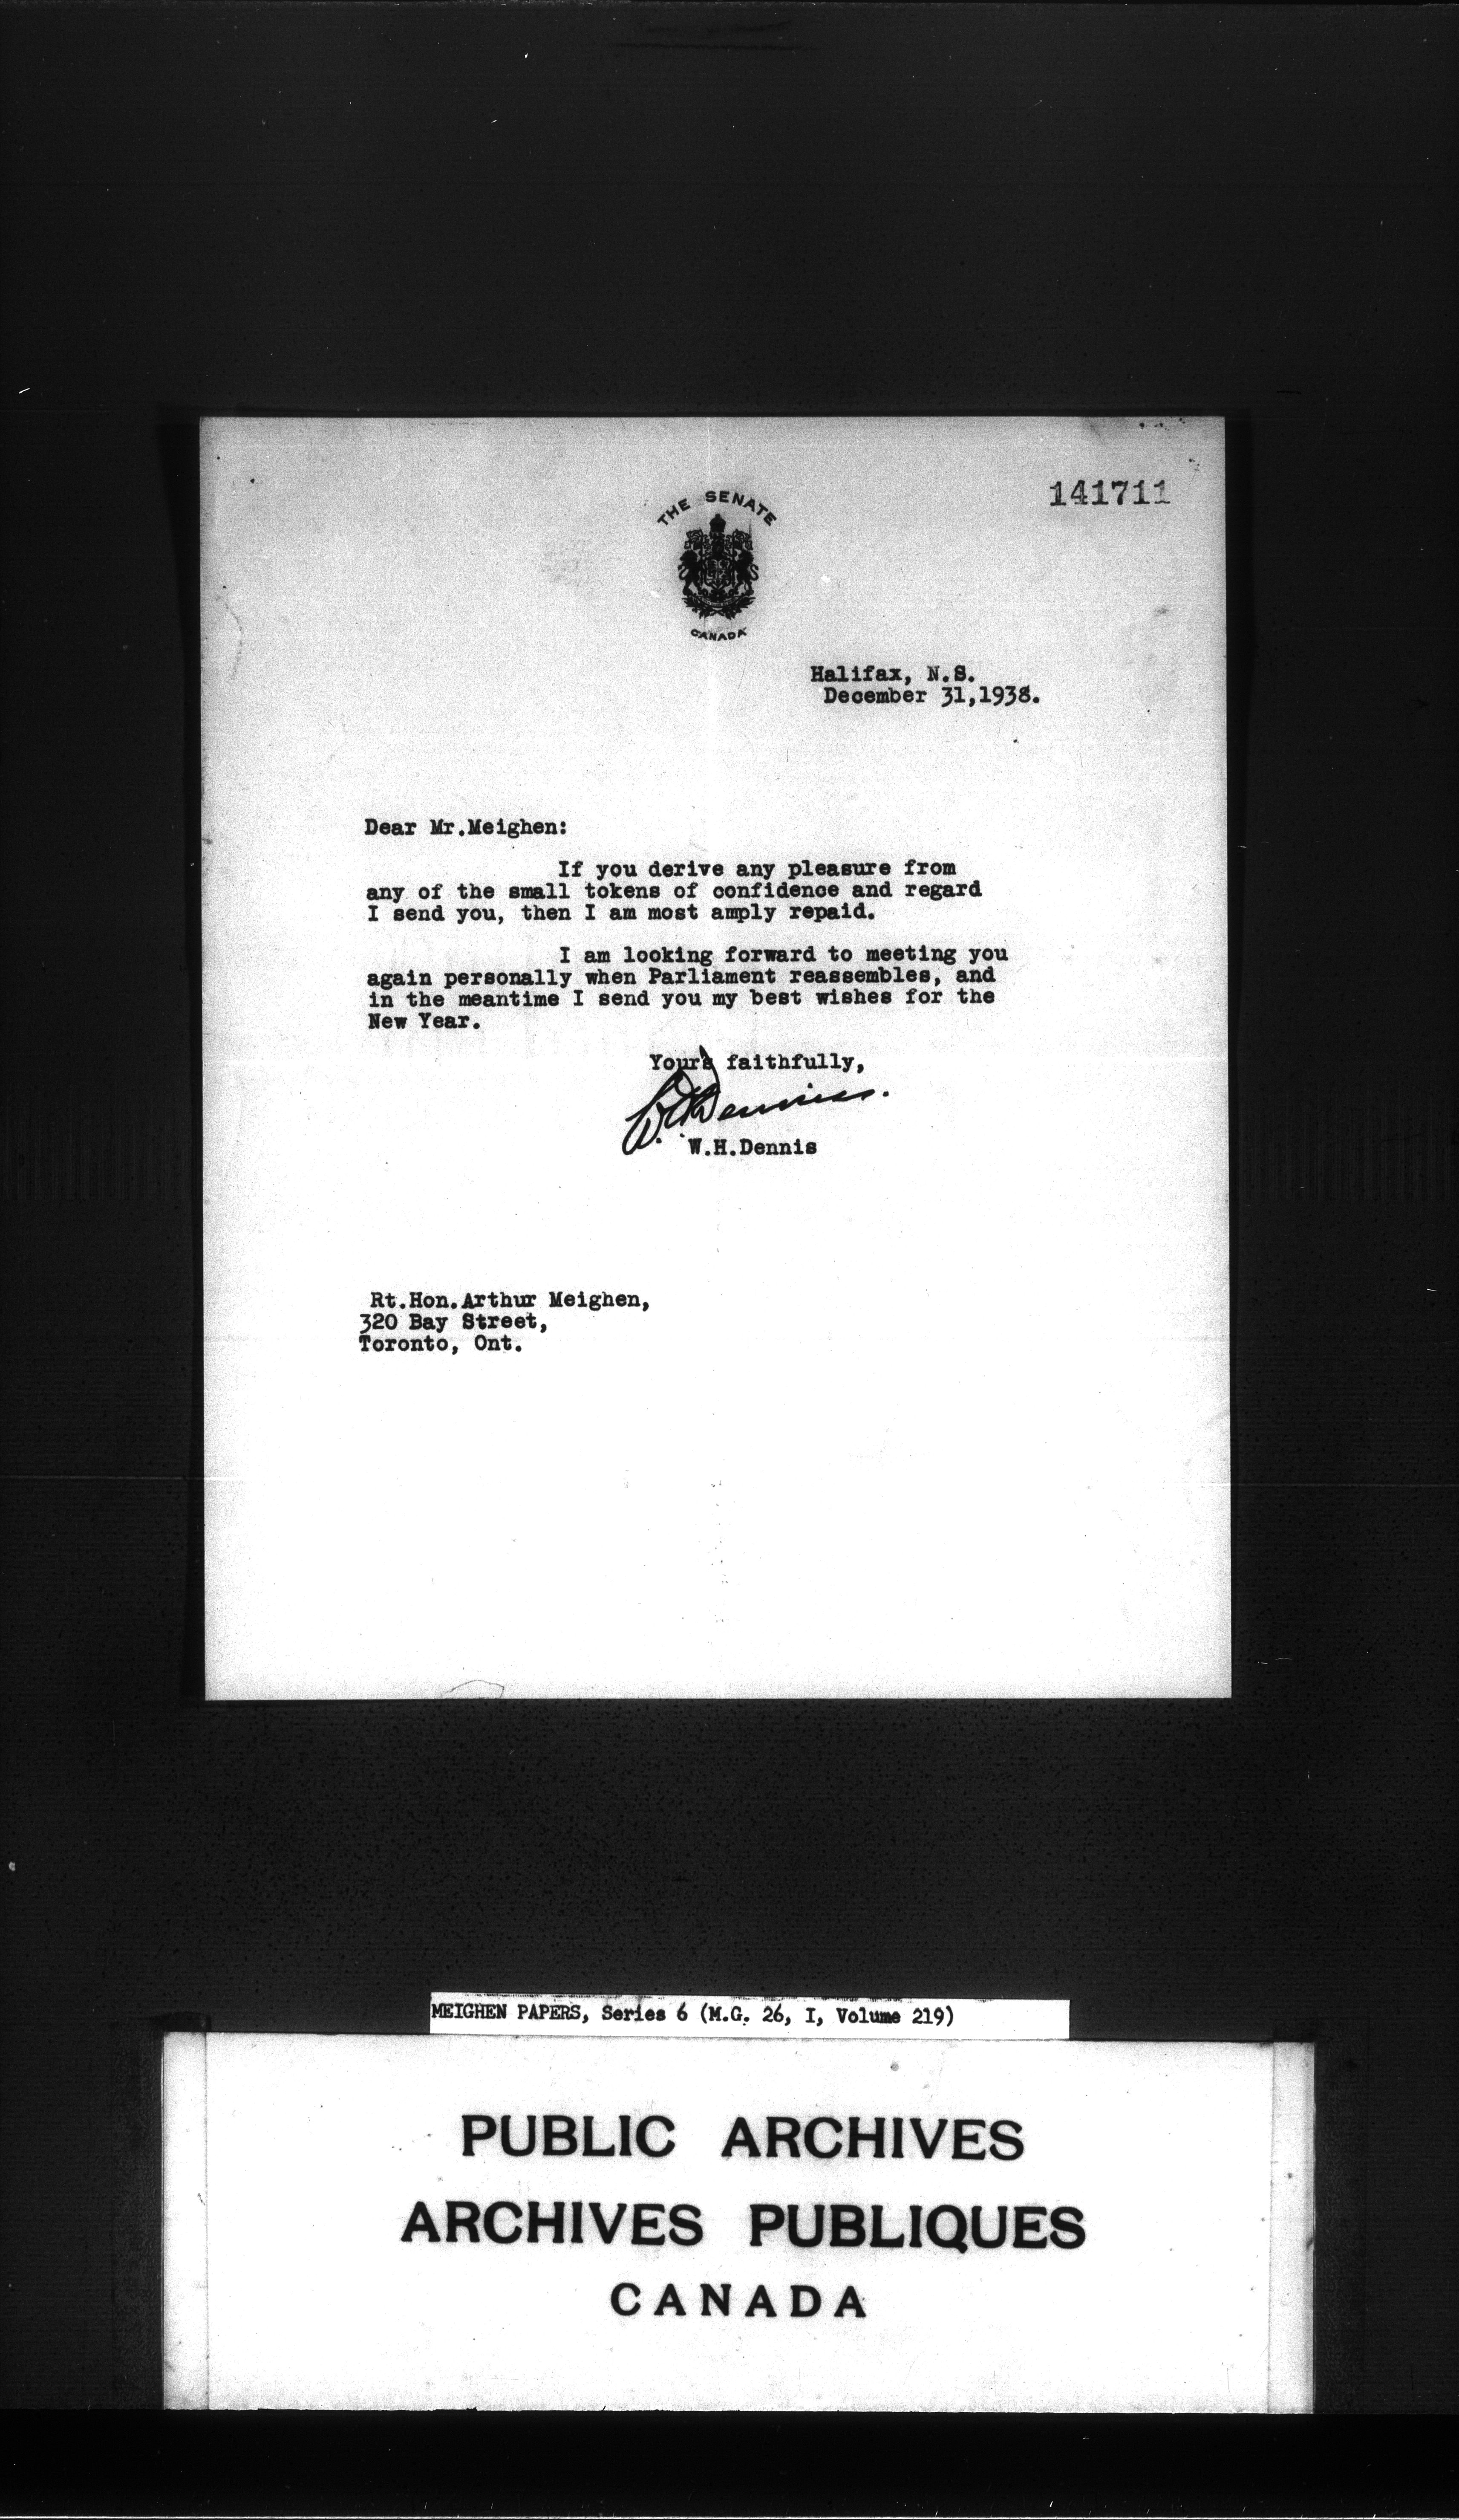 141711
THE SENATE
CANADA
Halifax, N.S.
December 31,1938.
Dear Mr.Meighen:
If you derive any pleasure from
any of the small tokens of confidence and regard
I send you, then I am most amply repaid.
I am looking forward to meeting you
again personally when Parliament reassembles, and
in the meantime I send you my best wishes for the
New Year.
Yours faithfully,
W.H.Dennis.
W.H.Dennis
Rt.Hon.Arthur Meighen,
320 Bay Street,
Toronto, Ont.
MEIGHEN PAPERS, Series 6 (M.G. 26, I, Volume 219)
PUBLIC ARCHIVES
ARCHIVES PUBLIQUES
CANADA